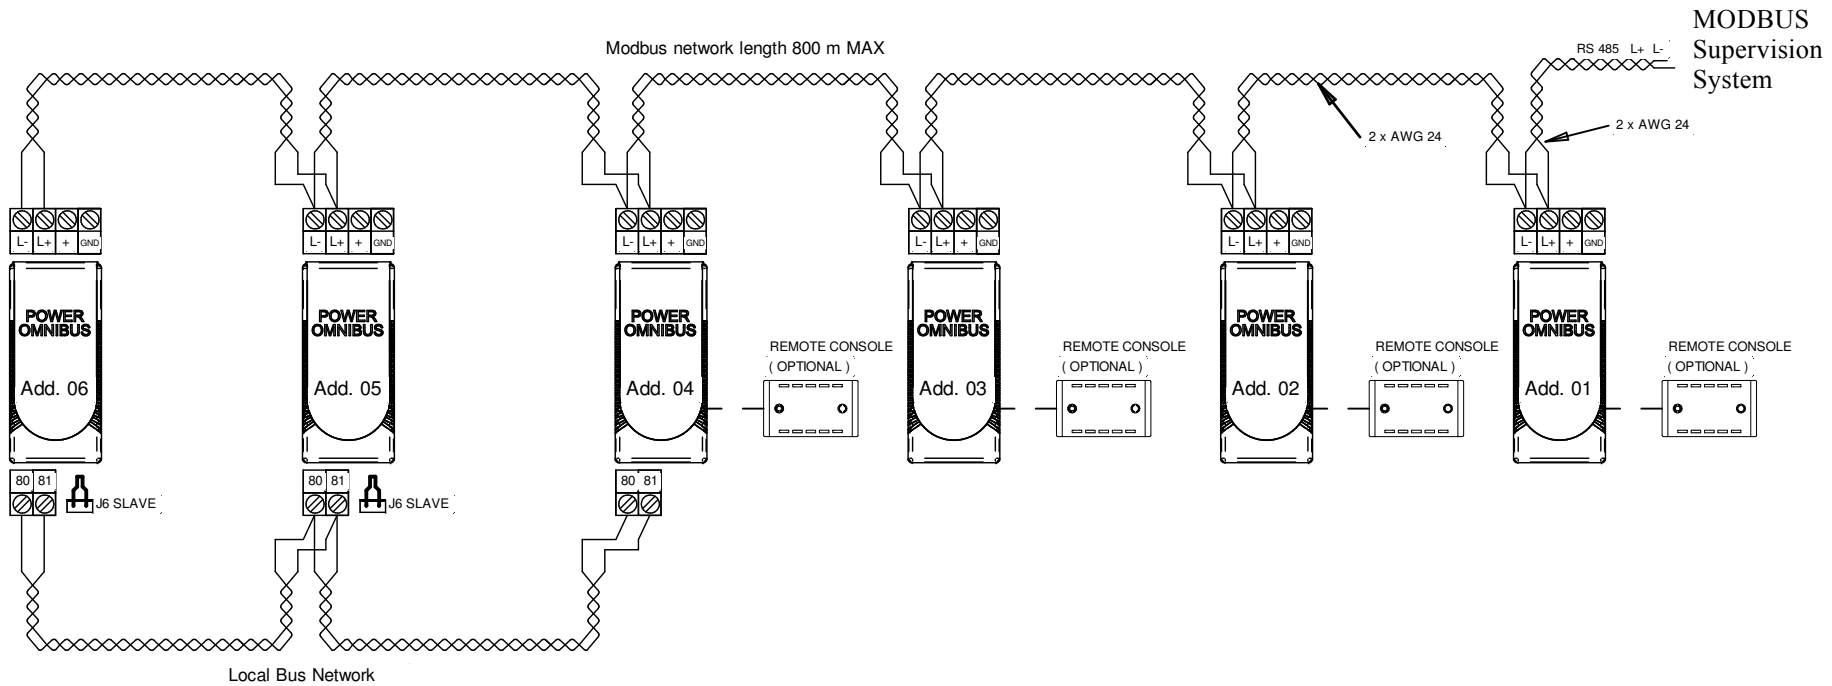 MODBUS
Supervision
System
RS 485 L+ L-
Modbus network length 800 m MAX
2 x AWG 24
2 x AWG 24
L- L+ + GND
L- L+ + GND
L- L+ + GND
L- L+ + GND
L- L+ + GND
L- L+ + GND
POWER
OMNIBUS
Add. 06
POWER
OMNIBUS
Add. 05
POWER
OMNIBUS
Add. 04
REMOTE CONSOLE
( OPTIONAL )
POWER
OMNIBUS
Add. 03
REMOTE CONSOLE
( OPTIONAL )
POWER
OMNIBUS
Add. 02
REMOTE CONSOLE
( OPTIONAL )
POWER
OMNIBUS
Add. 01
REMOTE CONSOLE
( OPTIONAL )
80 81
J6 SLAVE
80 81
J6 SLAVE
80 81
Local Bus Network